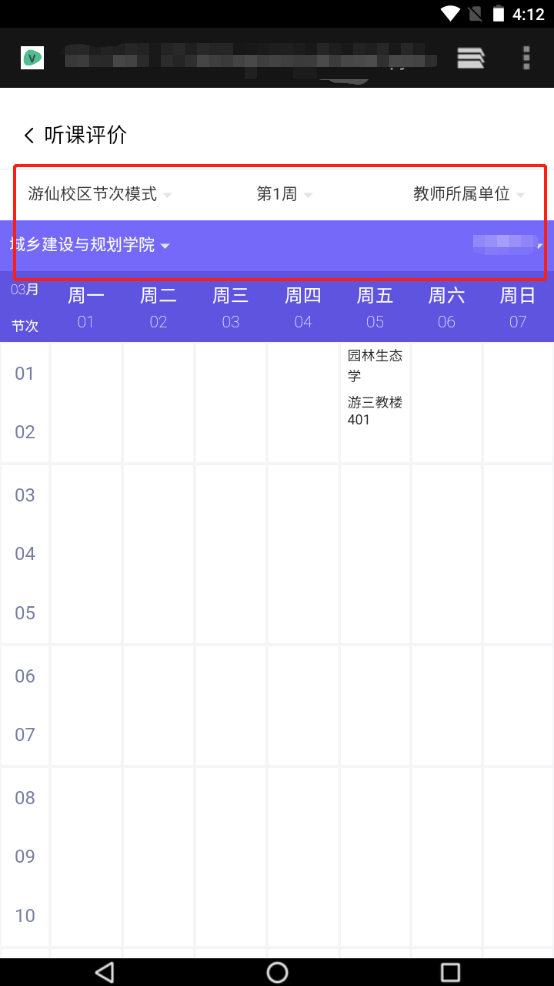 4:12
V
听课评价
游仙校区节次模式 第1周 教师所属单位
城乡建设与规划学院
03月 周一 周二 周三 周四 周五 周六 周日
节次 01 02 03 04 05 06 07
01 园林生态
学
游三教楼
401
02
03
04
05
06
07
08
09
10